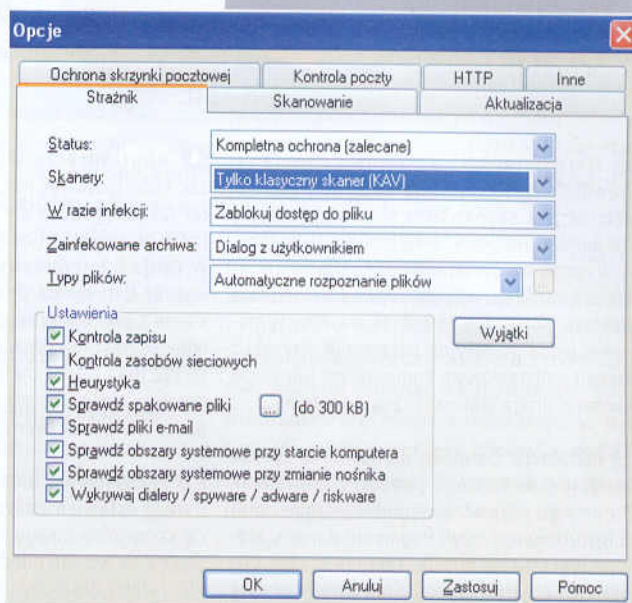 Opcje
Ochrona skrzynki pocztowej
Kontrola poczty
HTTP
Inne
Strażnik
Skanowanie
Aktualizacja
Status:
Kompletna ochrona (zalecane)
Skanery:
Tylko klasyczny skaner (KAV)
W razie infekcji:
Zablokuj dostęp do pliku
Zainfekowane archiwa:
Dialog z użytkownikiem
Typy plików:
Automatyczne rozpoznanie plików
...
Ustawienia
Wyjątki
Kontrola zapisu
Kontrola zasobów sieciowych
Heurystyka
Sprawdź spakowane pliki ... (do 300 kB)
Sprawdź pliki e-mail
Sprawdź obszary systemowe przy starcie komputera
Sprawdź obszary systemowe przy zmianie nośnika
Wykrywaj dialery / spyware / adware / riskware
OK
Anuluj
Zastosuj
Pomoc